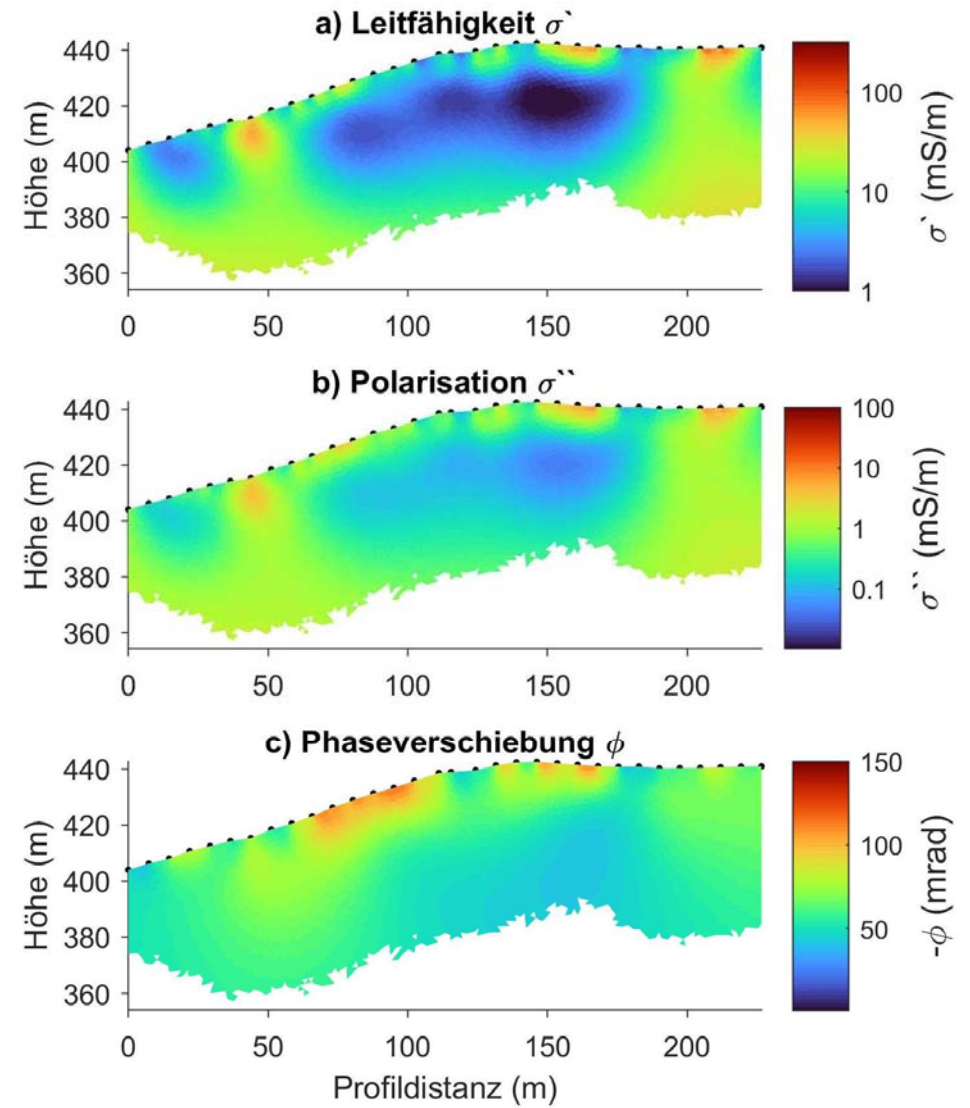 a) Leitfähigkeit σ`
440
420
400
380
360
Höhe (m)
0 50 100 150 200
100
10
1
σ` (mS/m)
b) Polarisation σ``
440
420
400
380
360
Höhe (m)
0 50 100 150 200
100
10
1
0.1
σ`` (mS/m)
c) Phaseverschiebung ϕ
440
420
400
380
360
Höhe (m)
0 50 100 150 200
Profildistanz (m)
150
100
50
-ϕ (mrad)